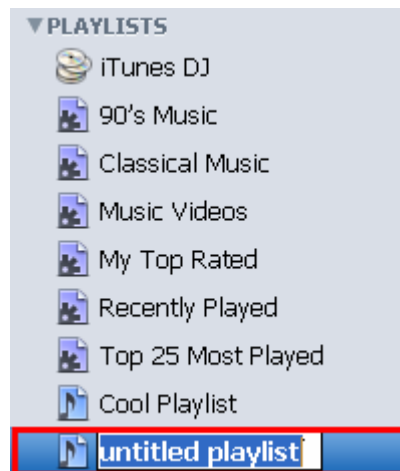 PLAYLISTS
iTunes DJ
90's Music
Classical Music
Music Videos
My Top Rated
Recently Played
Top 25 Most Played
Cool Playlist
untitled playlist